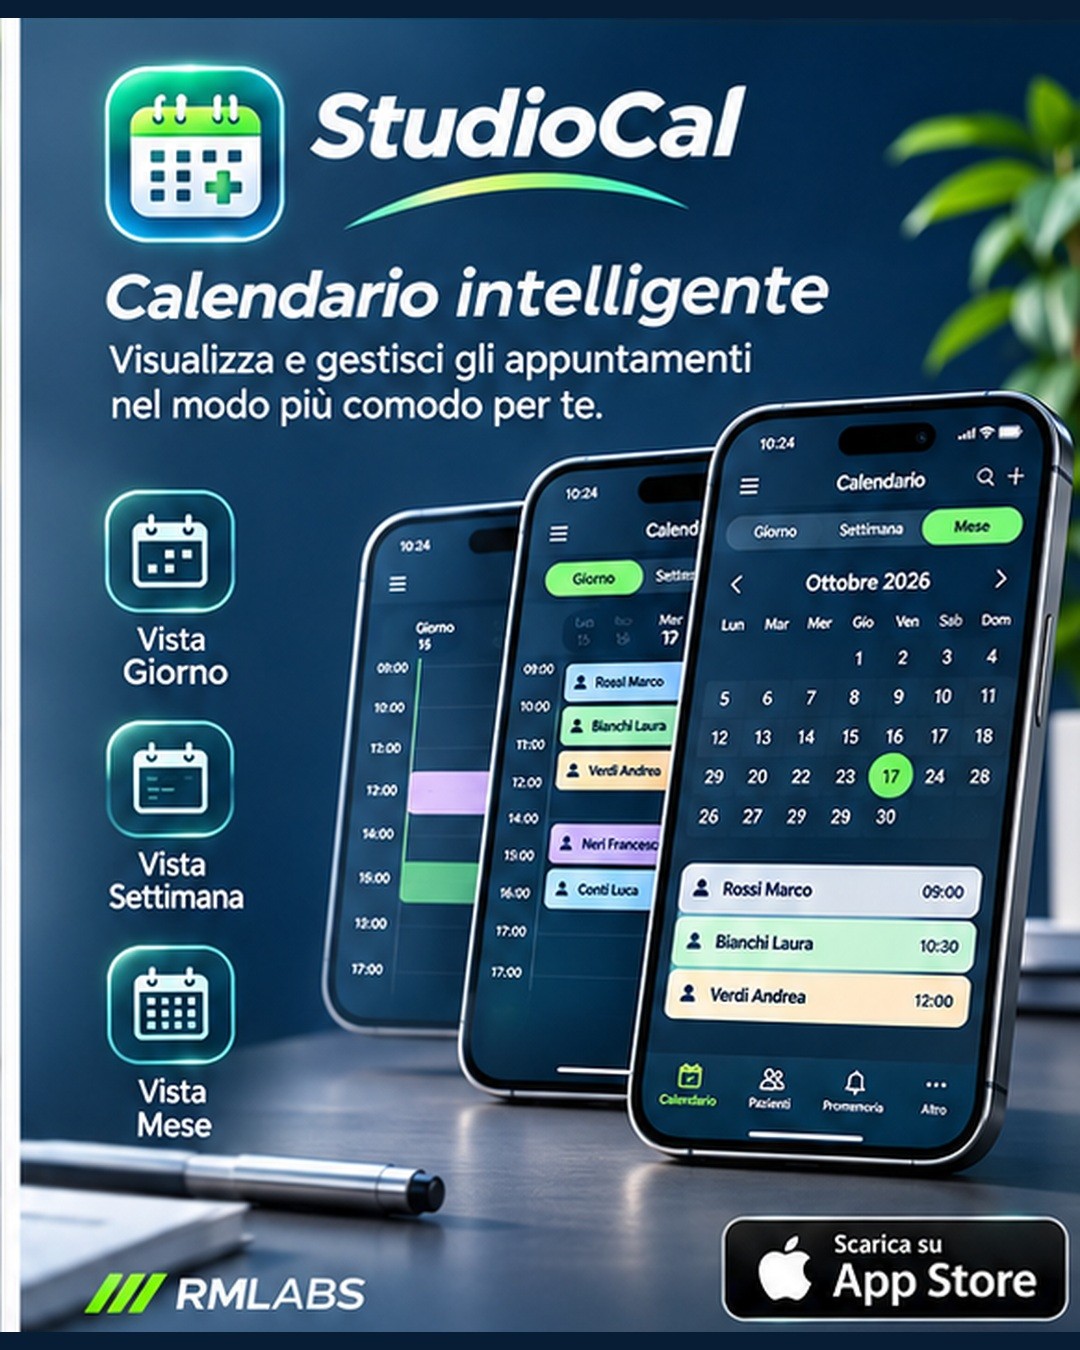 StudioCal
Calendario intelligente
Visualizza e gestisci gli appuntamenti
nel modo più comodo per te.
Vista
Giorno
Vista
Settimana
Vista
Mese
10:24
Giorno
09:00
10:00
12:00
12:00
14:00
15:00
12:00
17:00
10:24
Calend
Giorno
Mer
17
09:00
10:00
11:00
12:00
14:00
15:00
16:00
17:00
17:00
Rossi Marco
Bianchi Laura
Verdi Andrea
Neri Francesco
Conti Luca
10:24
Calendario
Giorno Settimana Mese
Ottobre 2026
Lun Mar Mer Gio Ven Sab Dom
1 2 3 4
5 6 7 8 9 10 11
12 13 14 15 16 17 18
29 20 22 23 17 24 28
26 27 29 29 30
Rossi Marco 09:00
Bianchi Laura 10:30
Verdi Andrea 12:00
Calendario Pazienti Promemoria Altro
RMLABS
Scarica su
App Store